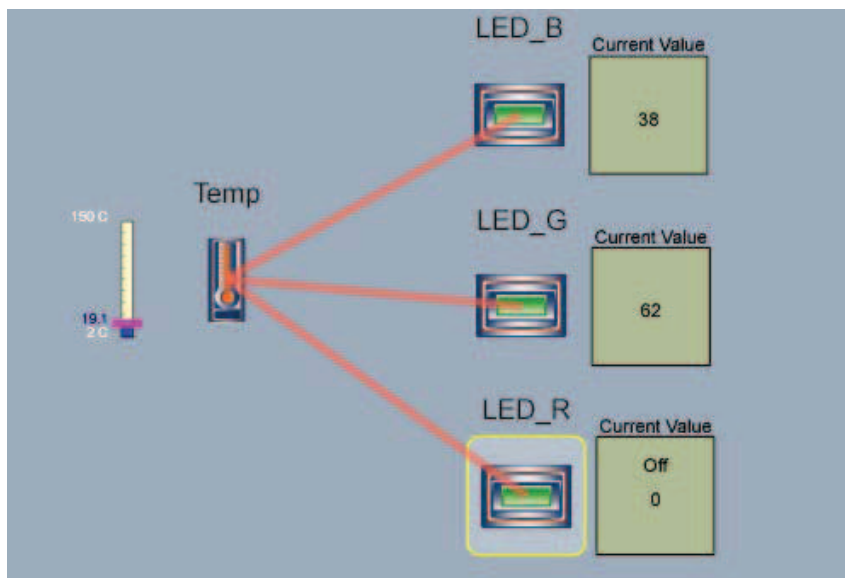 LED_B
Current Value
38
Temp
150 C
19.1
2 C
LED_G
Current Value
62
LED_R
Current Value
Off
0